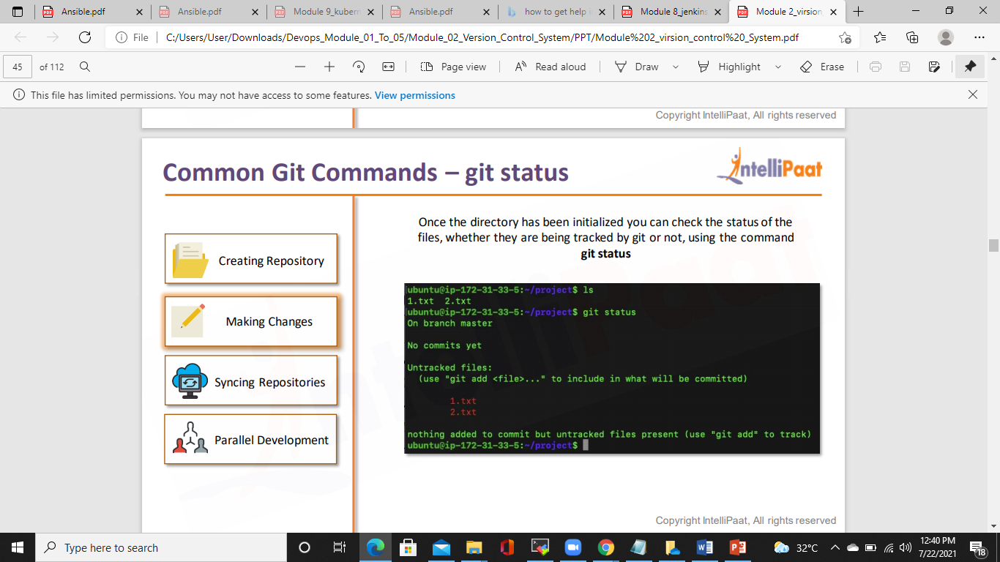 Ansible.pdf
Ansible.pdf
Module 9_kubern
Ansible.pdf
how to get help i
Module 8_jenkins
Module 2_virsion_
File
C:/Users/User/Downloads/Devops_Module_01_To_05/Module_02_Version_Control_System/PPT/Module%202_virsion_control%20_System.pdf
45 of 112
Page view
Read aloud
Draw
Highlight
Erase
This file has limited permissions. You may not have access to some features. View permissions
Copyright IntelliPaat, All rights reserved
Common Git Commands – git status
IntelliPaat
Creating Repository
Making Changes
Syncing Repositories
Parallel Development
Once the directory has been initialized you can check the status of the
files, whether they are being tracked by git or not, using the command
git status
ubuntu@ip-172-31-33-5:~/project$ ls
1.txt 2.txt
ubuntu@ip-172-31-33-5:~/project$ git status
On branch master
No commits yet
Untracked files:
(use "git add <file>..." to include in what will be committed)
1.txt
2.txt
nothing added to commit but untracked files present (use "git add" to track)
ubuntu@ip-172-31-33-5:~/project$
Copyright IntelliPaat, All rights reserved
Type here to search
32°C
12:40 PM
7/22/2021
18